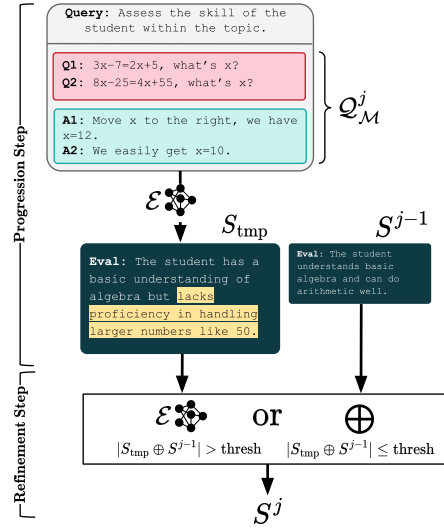 Query: Assess the skill of the
student within the topic.
Q1: 3x-7=2x+5, what's x?
Q2: 8x-25=4x+55, what's x?
A1: Move x to the right, we have
x=12.
A2: We easily get x=10.
Q_M^j
Progression Step
ℰ
S_tmp
S^{j-1}
Eval: The student has a
basic understanding of
algebra but lacks
proficiency in handling
larger numbers like 50.
Eval: The student
understands basic
algebra and can do
arithmetic well.
Refinement Step
ℰ or ⊕
|S_tmp ⊕ S^{j-1}| > thresh |S_tmp ⊕ S^{j-1}| ≤ thresh
S^j